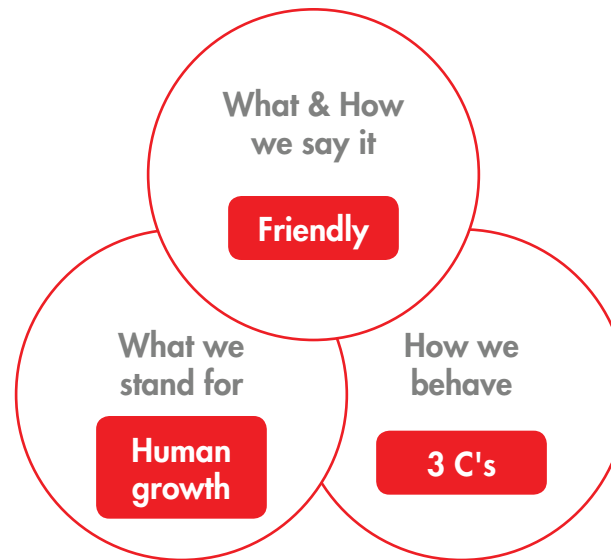 What & How
we say it
Friendly
What we
stand for
Human
growth
How we
behave
3 C's